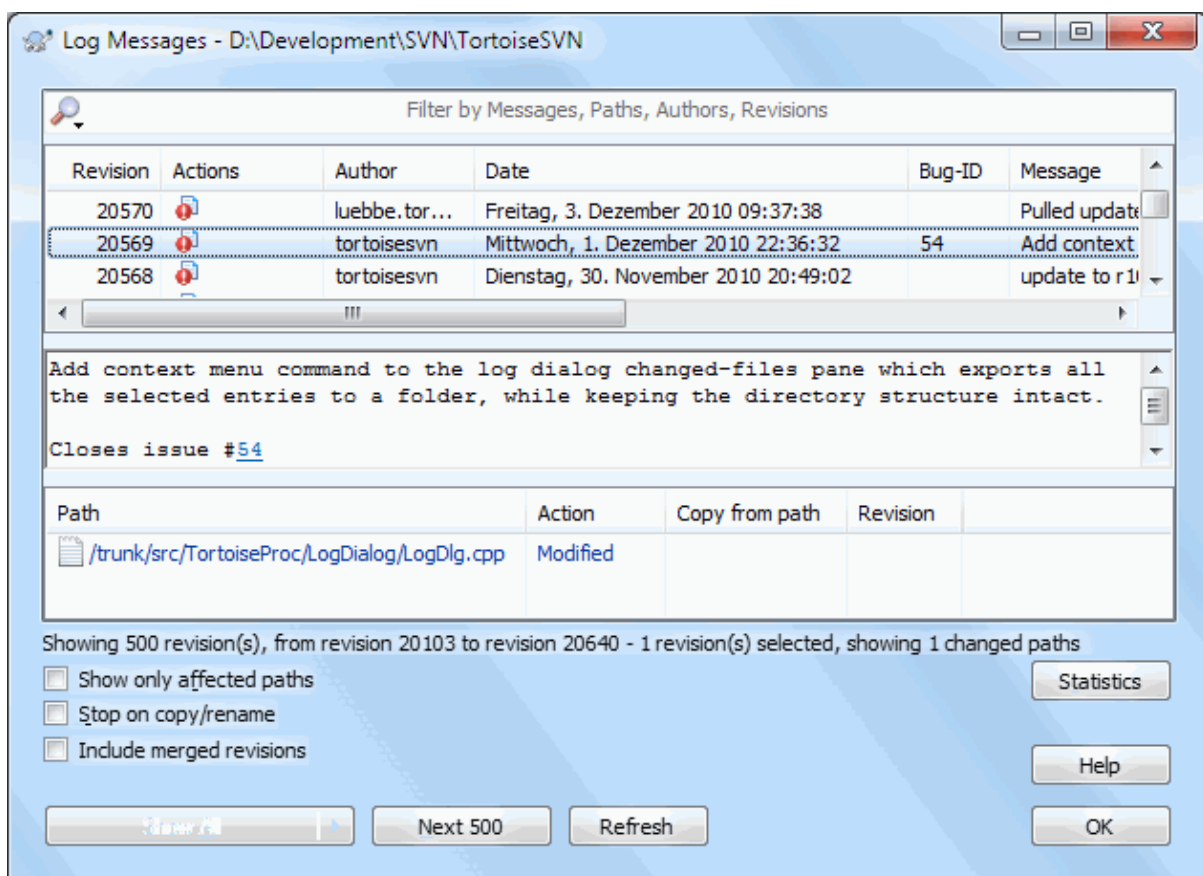 Log Messages - D:\Development\SVN\TortoiseSVN
Filter by Messages, Paths, Authors, Revisions
Revision Actions Author Date Bug-ID Message
20570 luebbe.tor... Freitag, 3. Dezember 2010 09:37:38 Pulled update
20569 tortoisesvn Mittwoch, 1. Dezember 2010 22:36:32 54 Add context
20568 tortoisesvn Dienstag, 30. November 2010 20:49:02 update to
Add context menu command to the log dialog changed-files pane which exports all
the selected entries to a folder, while keeping the directory structure intact.
Closes issue #54
Path Action Copy from path Revision
/trunk/src/TortoiseProc/LogDialog/LogDlg.cpp Modified
Showing 500 revision(s), from revision 20103 to revision 20640 - 1 revision(s) selected, showing 1 changed paths
Show only affected paths
Statistics
Stop on copy/rename
Include merged revisions
Help
Show All Next 500 Refresh OK